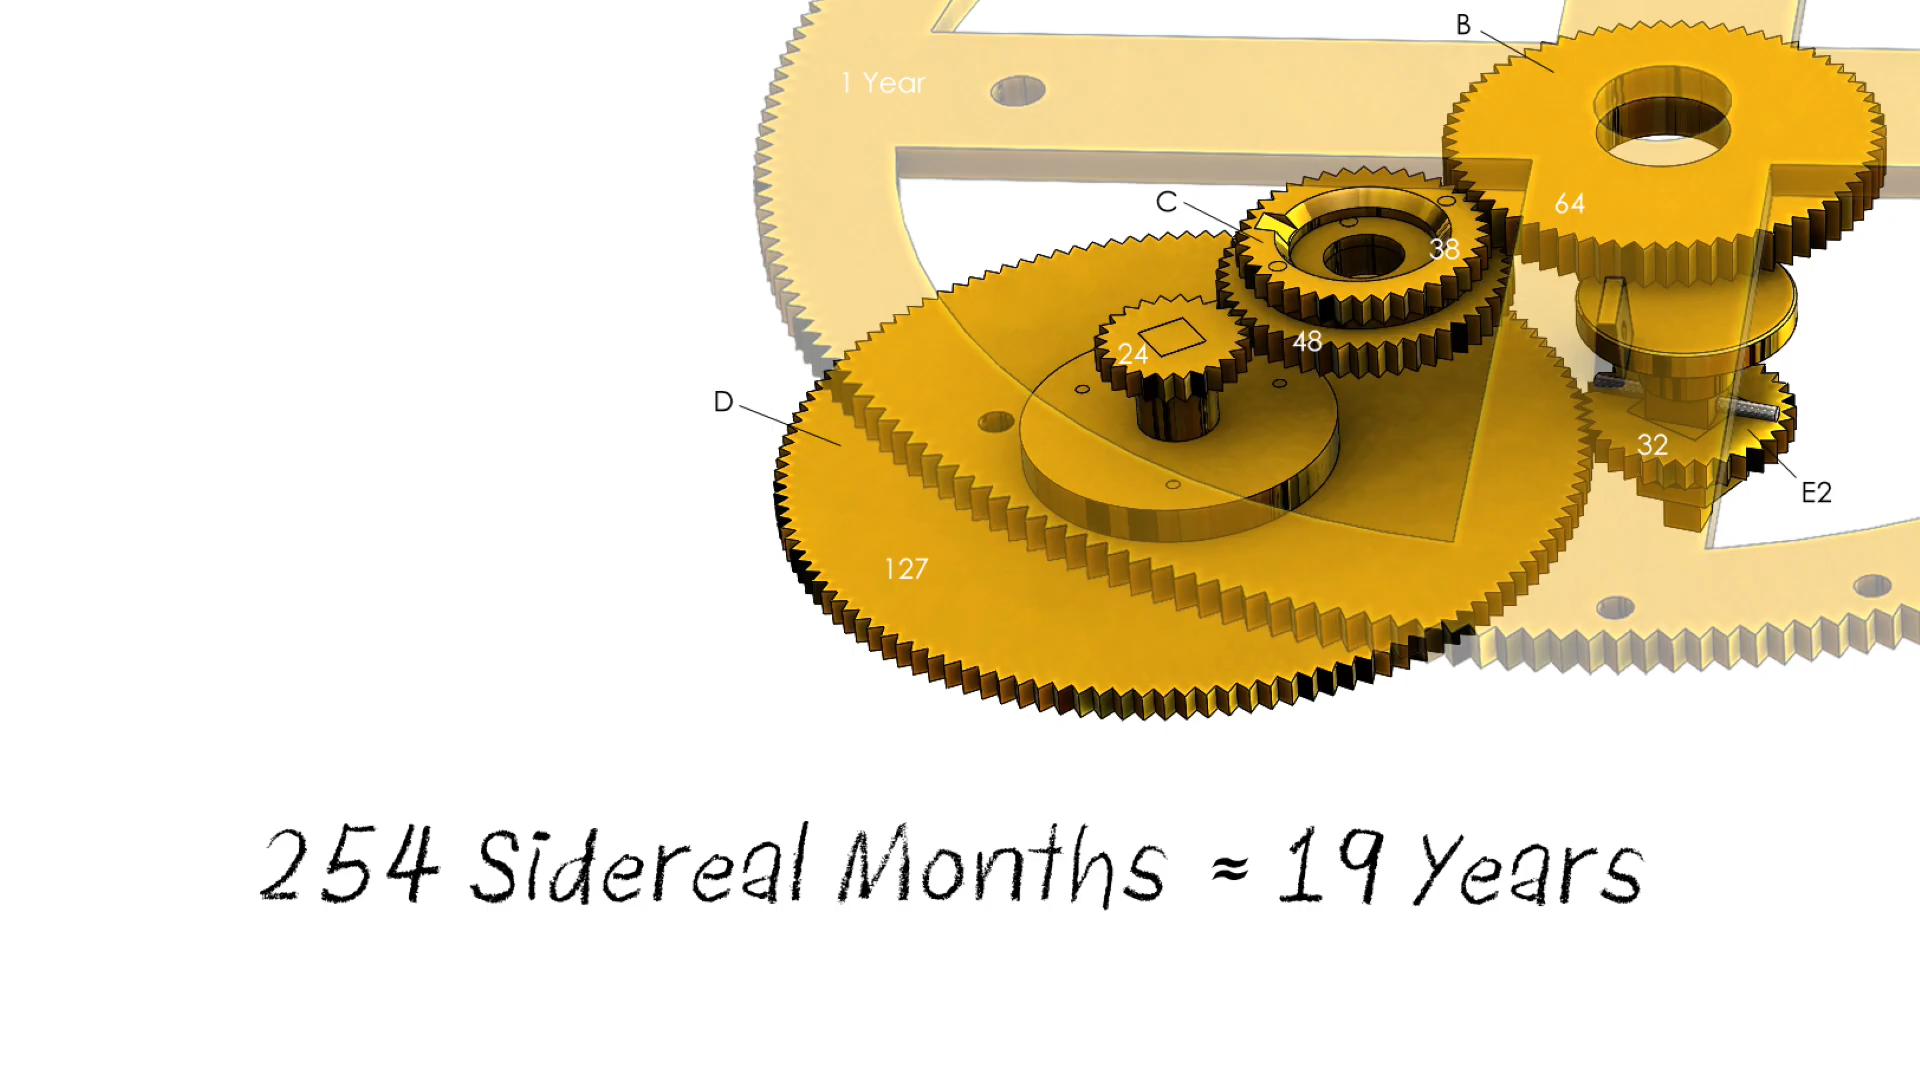 B
1 Year
C
64
38
48
24
D
32
E2
127
254 Sidereal Months ≈ 19 Years